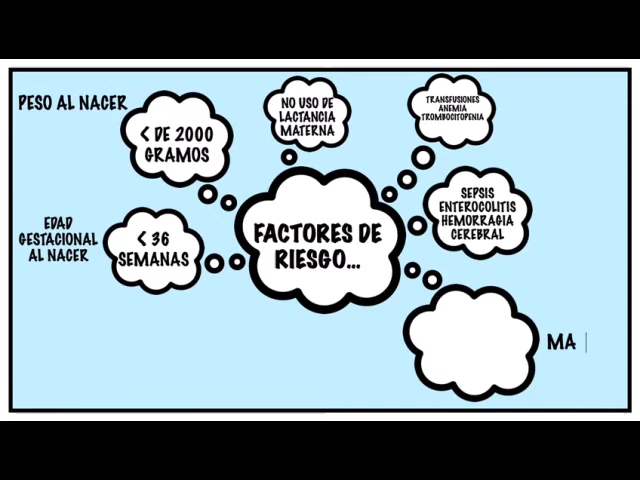 PESO AL NACER
< DE 2000
GRAMOS
NO USO DE
LACTANCIA
MATERNA
TRANSFUSIONES
ANEMIA
TROMBOCITOPENIA
EDAD
GESTACIONAL
AL NACER
< 36
SEMANAS
FACTORES DE
RIESGO...
SEPSIS
ENTEROCOLITIS
HEMORRAGIA
CEREBRAL
MA